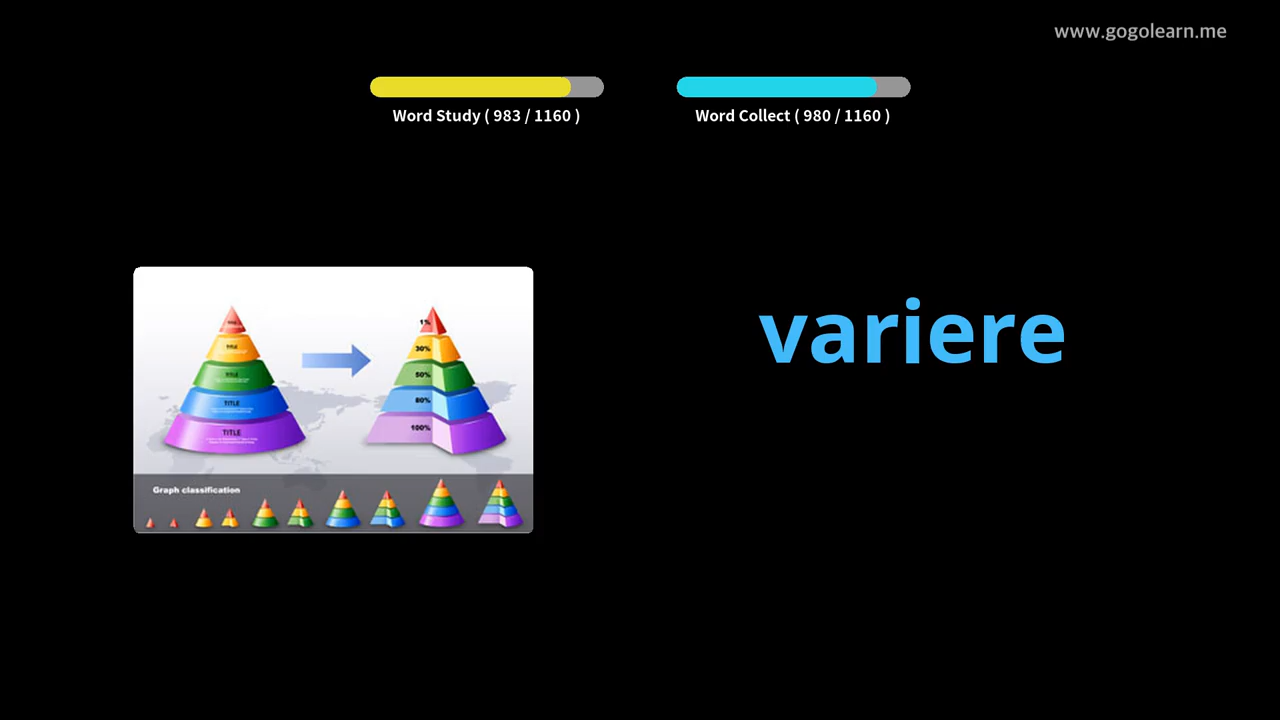 www.gogolearn.me
Word Study ( 983 / 1160 )
Word Collect ( 980 / 1160 )
variere
TITLE
TITLE
TITLE
TITLE
1%
30%
50%
80%
100%
Graph classification